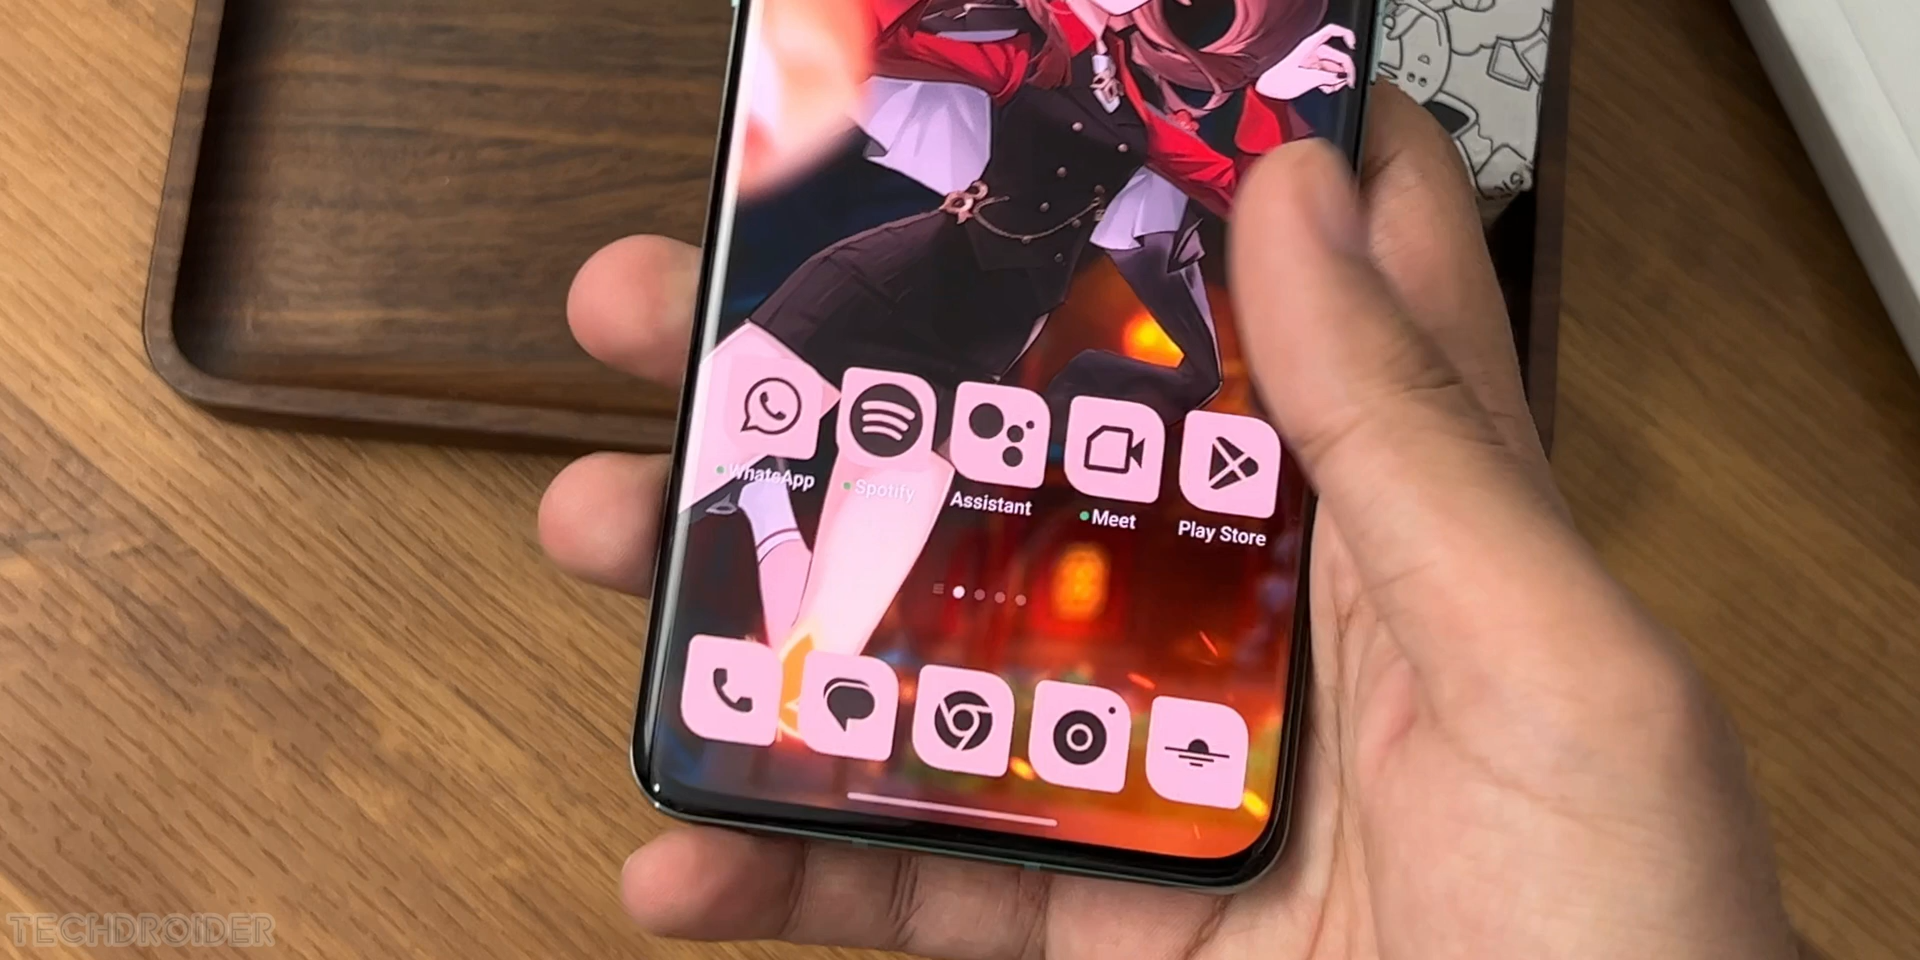 WhatsApp
Spotify
Assistant
Meet
Play Store
TECHDROIDER